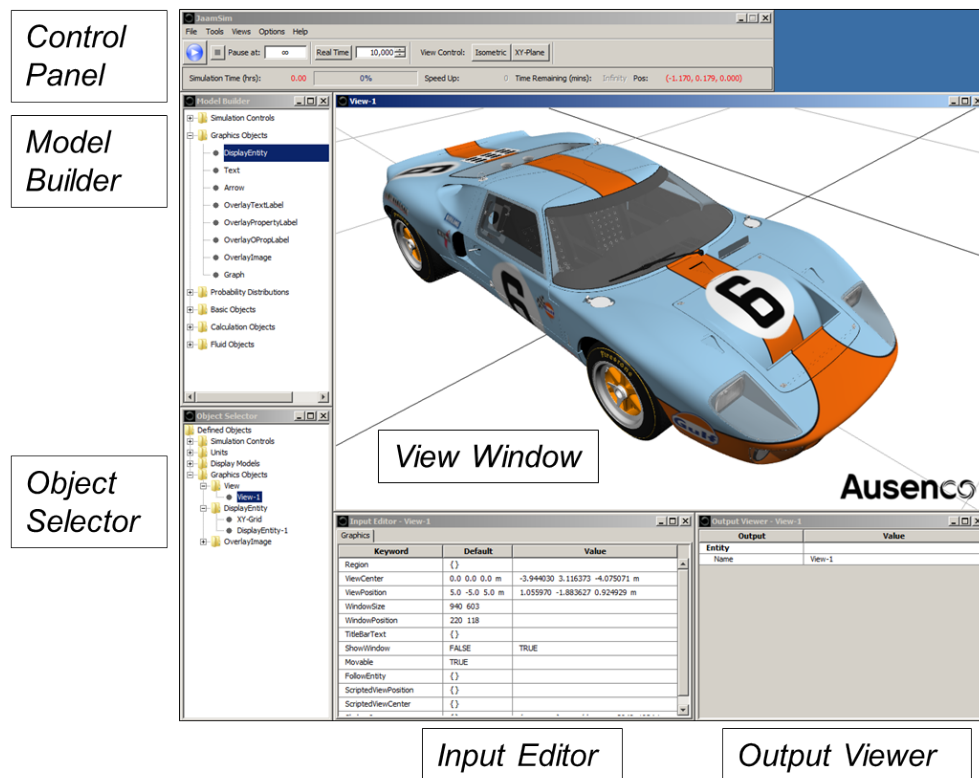 Control
Panel
Model
Builder
Object
Selector
JaamSim
File Tools Views Options Help
Pause at: ∞ Real Time 10,000 View Control: Isometric XY-Plane
Simulation Time (hrs): 0.00 0% Speed Up: 0 Time Remaining (mins): Infinity Pos: (-1.170, 0.179, 0.000)
Model Builder
Simulation Controls
Graphics Objects
DisplayEntity
Text
Arrow
OverlayTextLabel
OverlayPropertyLabel
OverlayOPropLabel
OverlayImage
Graph
Probability Distributions
Basic Objects
Calculation Objects
Fluid Objects
Object Selector
Defined Objects
Simulation Controls
Units
Display Models
Graphics Objects
View
View-1
DisplayEntity
XY-Grid
DisplayEntity-1
OverlayImage
View-1
6
6
6
Firestone
Gulf
View Window
Ausenco
Input Editor - View-1
Graphics
Keyword Default Value
Region {}
ViewCenter 0.0 0.0 0.0 m -3.944030 3.116373 -4.075071 m
ViewPosition 5.0 -5.0 5.0 m 1.055970 -1.883627 0.924929 m
WindowSize 940 603
WindowPosition 220 118
TitleBarText {}
ShowWindow FALSE TRUE
Movable TRUE
FollowEntity {}
ScriptedViewPosition {}
ScriptedViewCenter {}
Output Viewer - View-1
Output Value
Entity
Name View-1
Input Editor
Output Viewer